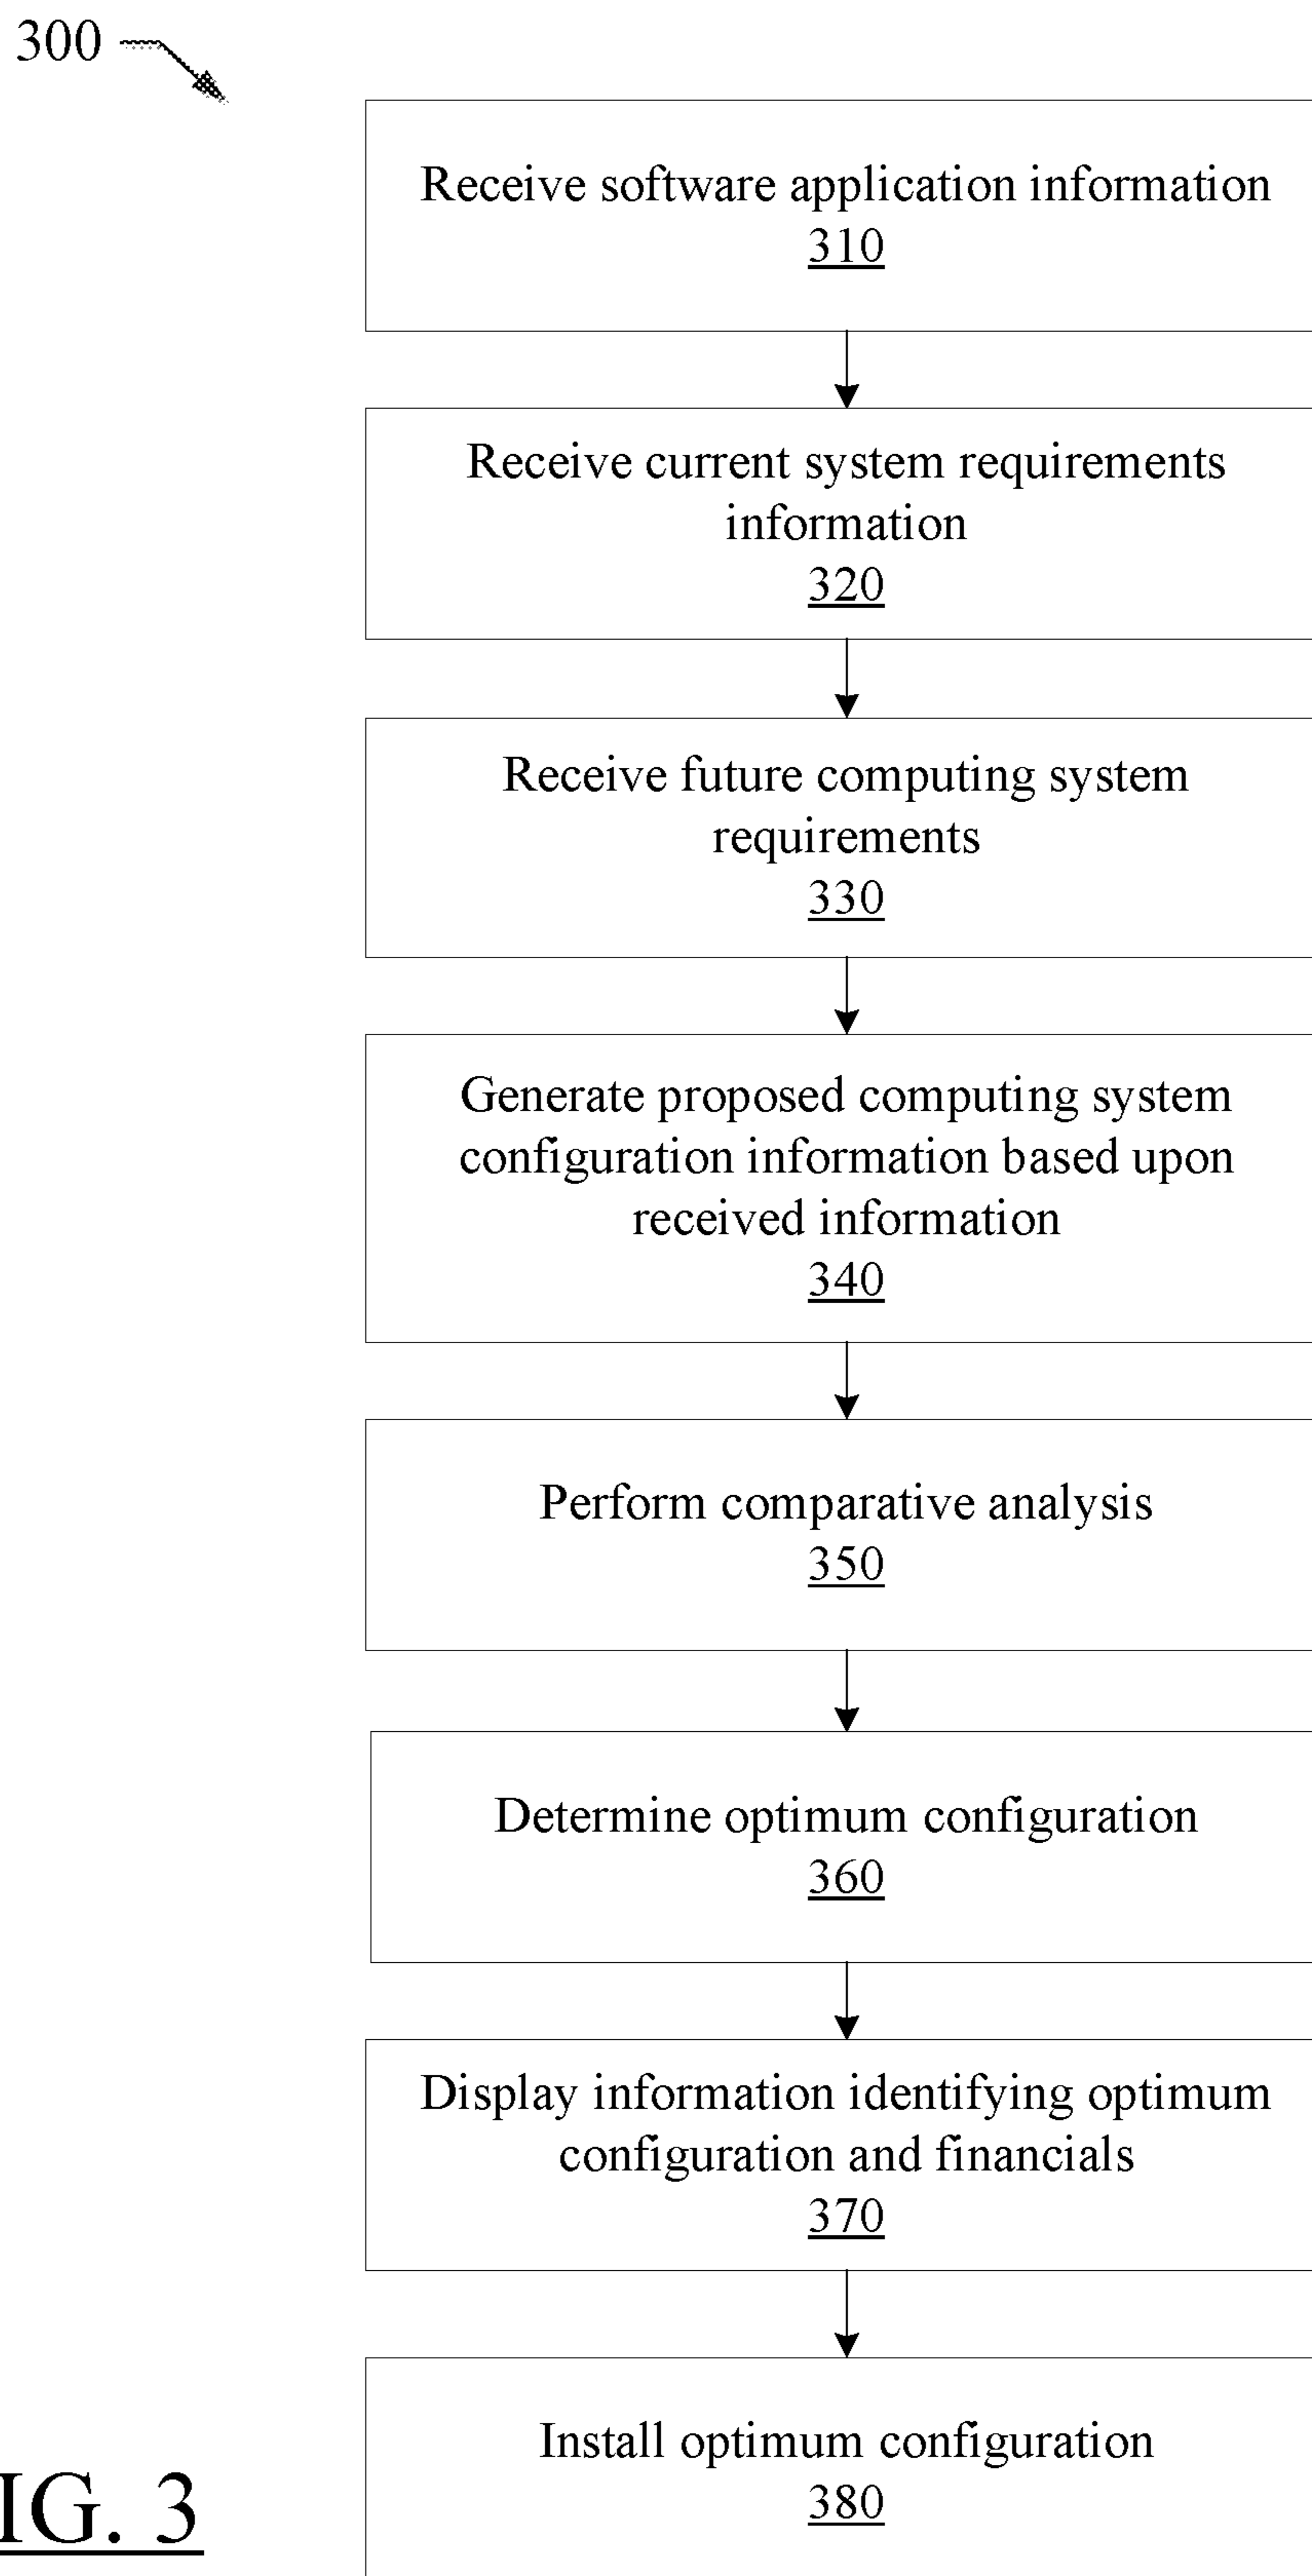 300
Receive software application information
310
Receive current system requirements
information
320
Receive future computing system
requirements
330
Generate proposed computing system
configuration information based upon
received information
340
Perform comparative analysis
350
Determine optimum configuration
360
Display information identifying optimum
configuration and financials
370
Install optimum configuration
380
IG. 3